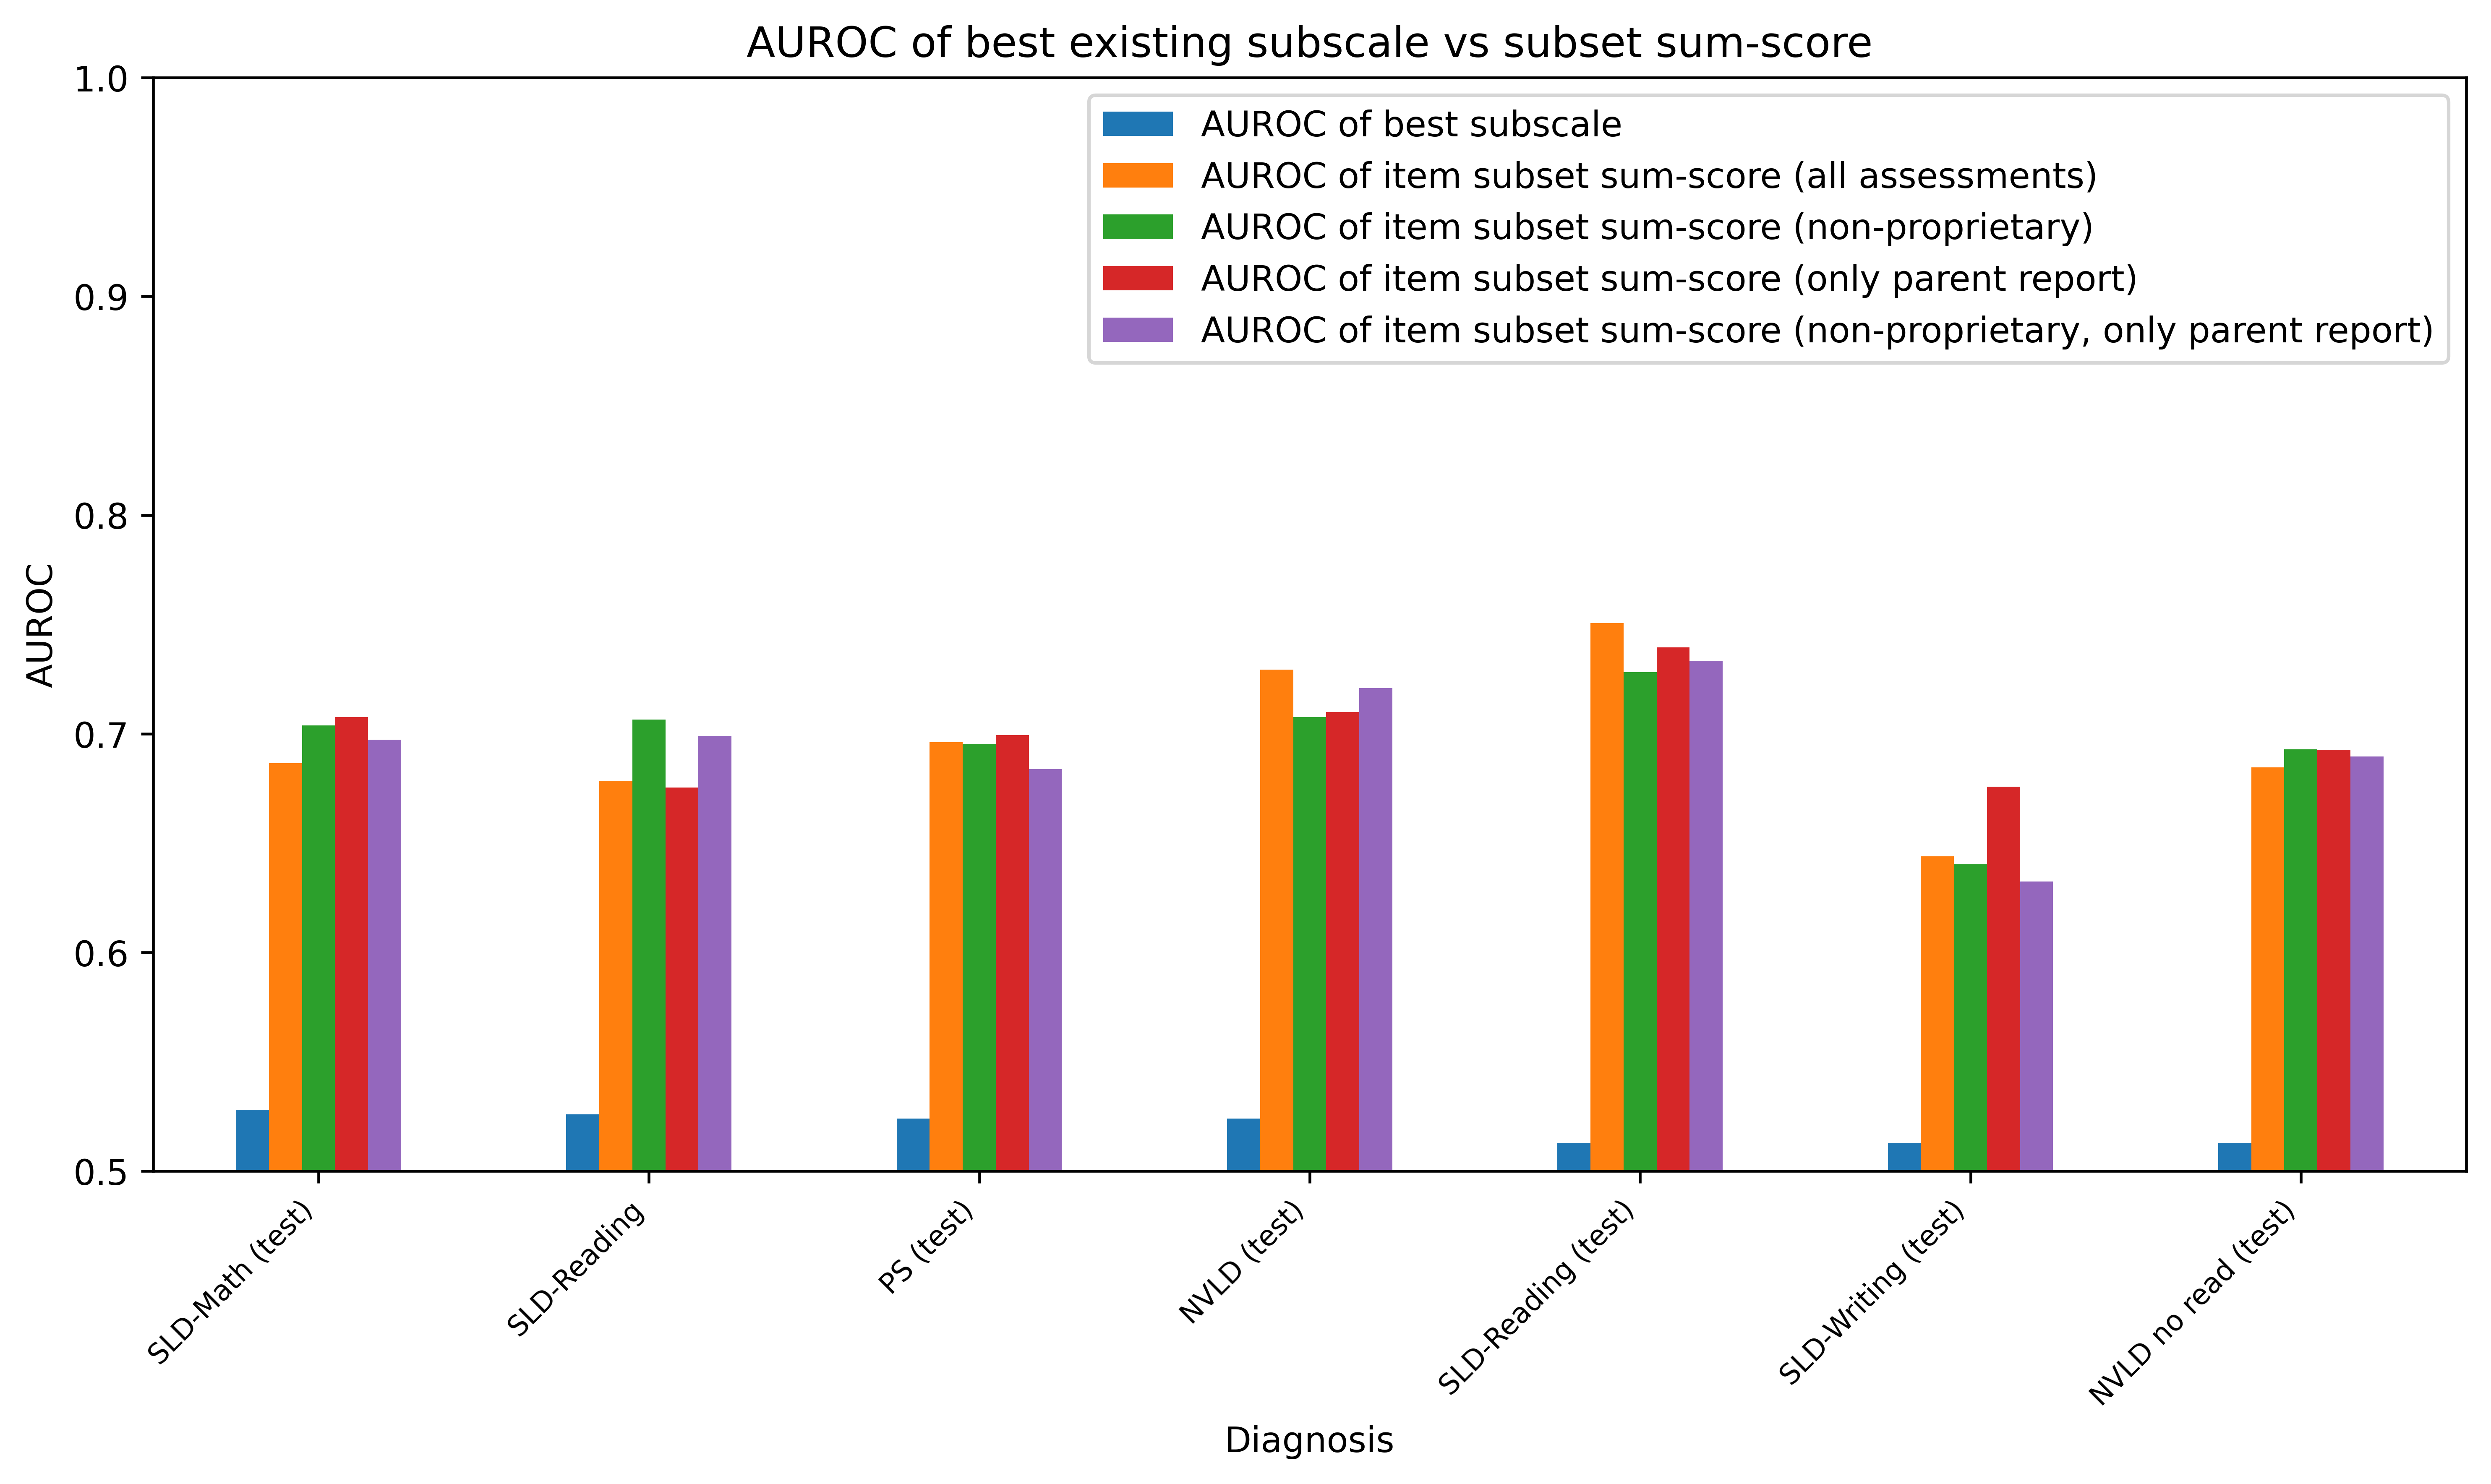 AUROC of best existing subscale vs subset sum-score
AUROC of best subscale
AUROC of item subset sum-score (all assessments)
AUROC of item subset sum-score (non-proprietary)
AUROC of item subset sum-score (only parent report)
AUROC of item subset sum-score (non-proprietary, only parent report)
AUROC
1.0
0.9
0.8
0.7
0.6
0.5
SLD-Math (test)
SLD-Reading
PS (test)
NVLD (test)
SLD-Reading (test)
SLD-Writing (test)
NVLD no read (test)
Diagnosis